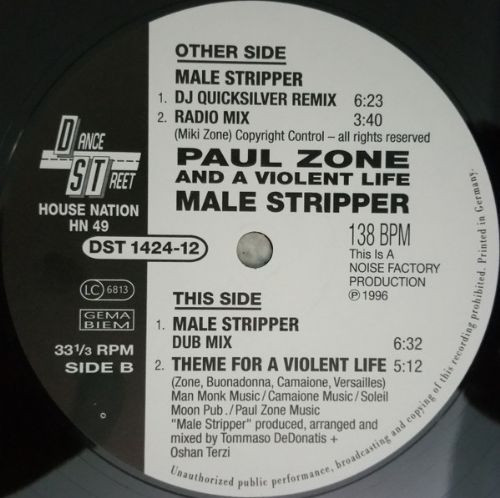 OTHER SIDE
MALE STRIPPER
1. DJ QUICKSILVER REMIX 6:23
2. RADIO MIX 3:40
(Miki Zone) Copyright Control – all rights reserved
PAUL ZONE
AND A VIOLENT LIFE
MALE STRIPPER
DANCE
STREET
HOUSE NATION
HN 49
DST 1424-12
138 BPM
This Is A
NOISE FACTORY
PRODUCTION
Ⓟ 1996
LC 6813
GEMA
BIEM
33 1/3 RPM
SIDE B
THIS SIDE
1. MALE STRIPPER
DUB MIX 6:32
2. THEME FOR A VIOLENT LIFE 5:12
(Zone, Buonadonna, Camaione, Versailles)
Man Monk Music / Camaione Music / Soleil
Moon Pub. / Paul Zone Music
"Male Stripper" produced, arranged and
mixed by Tommaso DeDonatis +
Oshan Terzi
Unauthorized public performance, broadcasting and copying of this recording prohibited. Printed in Germany.